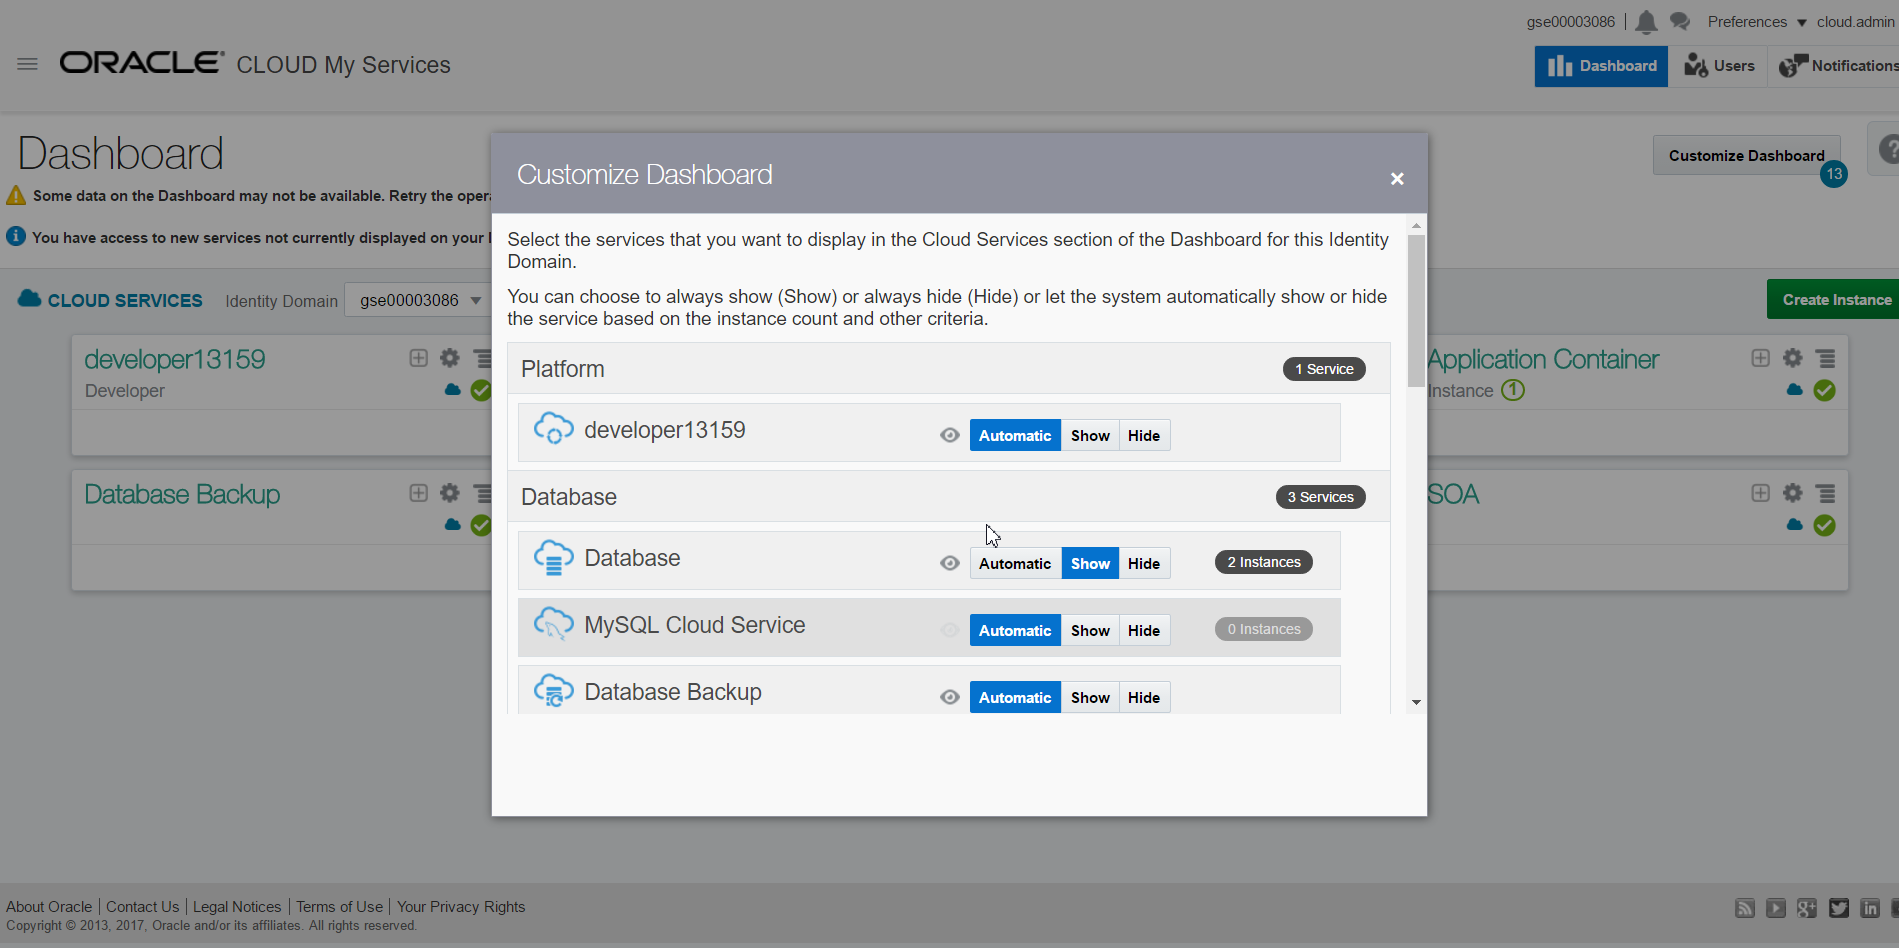 gse00003086 Preferences cloud.admin
ORACLE CLOUD My Services
Dashboard Users Notifications
Dashboard
Customize Dashboard
13
Some data on the Dashboard may not be available. Retry the opera
You have access to new services not currently displayed on your
CLOUD SERVICES Identity Domain gse00003086
Create Instance
developer13159
Developer
Database Backup
Application Container
Instance 1
SOA
Customize Dashboard
×
Select the services that you want to display in the Cloud Services section of the Dashboard for this Identity
Domain.
You can choose to always show (Show) or always hide (Hide) or let the system automatically show or hide
the service based on the instance count and other criteria.
Platform 1 Service
developer13159 Automatic Show Hide
Database 3 Services
Database Automatic Show Hide 2 Instances
MySQL Cloud Service Automatic Show Hide 0 Instances
Database Backup Automatic Show Hide
About Oracle | Contact Us | Legal Notices | Terms of Use | Your Privacy Rights
Copyright © 2013, 2017, Oracle and/or its affiliates. All rights reserved.